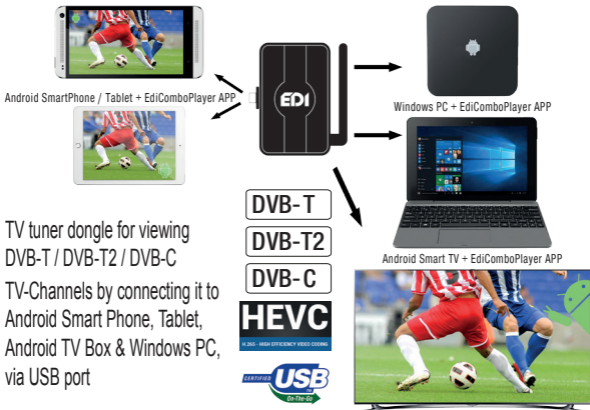 Android SmartPhone / Tablet + EdiComboPlayer APP
EDI
Windows PC + EdiComboPlayer APP
Android Smart TV + EdiComboPlayer APP
TV tuner dongle for viewing
DVB-T / DVB-T2 / DVB-C
TV-Channels by connecting it to
Android Smart Phone, Tablet,
Android TV Box & Windows PC,
via USB port
DVB-T
DVB-T2
DVB-C
HEVC
H.265 - HIGH EFFICIENCY VIDEO CODING
CERTIFIED
USB
On-The-Go